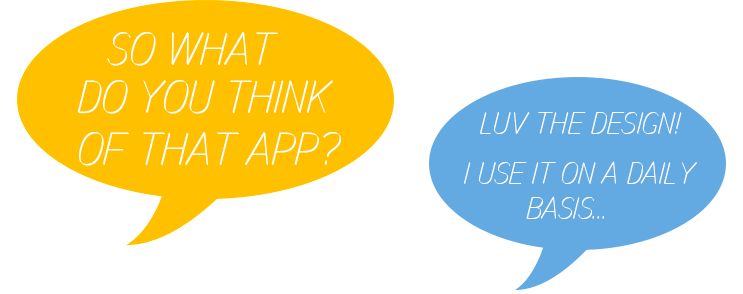 SO WHAT
DO YOU THINK
OF THAT APP?
LUV THE DESIGN!
I USE IT ON A DAILY
BASIS...